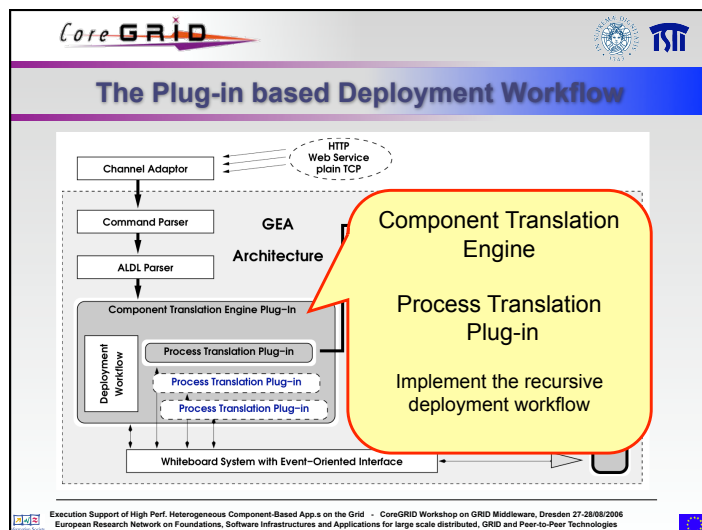 Core GRID
IN SUPREMA DIGNITATIS
1343
ISTI
The Plug-in based Deployment Workflow
HTTP
Web Service
plain TCP
Channel Adaptor
Command Parser
GEA
Architecture
ALDL Parser
Component Translation Engine Plug-In
Deployment
Workflow
Process Translation Plug-in
Process Translation Plug-in
Process Translation Plug-in
Whiteboard System with Event-Oriented Interface
Component Translation
Engine
Process Translation
Plug-in
Implement the recursive
deployment workflow
Execution Support of High Perf. Heterogeneous Component-Based App.s on the Grid - CoreGRID Workshop on GRID Middleware, Dresden 27-28/08/2006
European Research Network on Foundations, Software Infrastructures and Applications for large scale distributed, GRID and Peer-to-Peer Technologies